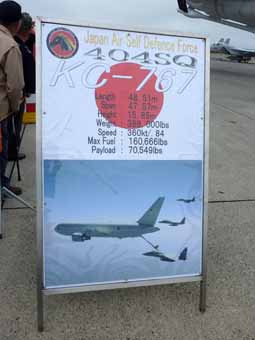 Japan Air Self Defence Force
404SQ
KC-767
Length : 48.51m
Span : 47.57m
Height : 15.85m
Weight : 388,000lbs
Speed : 360kt/.84
Max Fuel : 160,666lbs
Payload : 70,549lbs